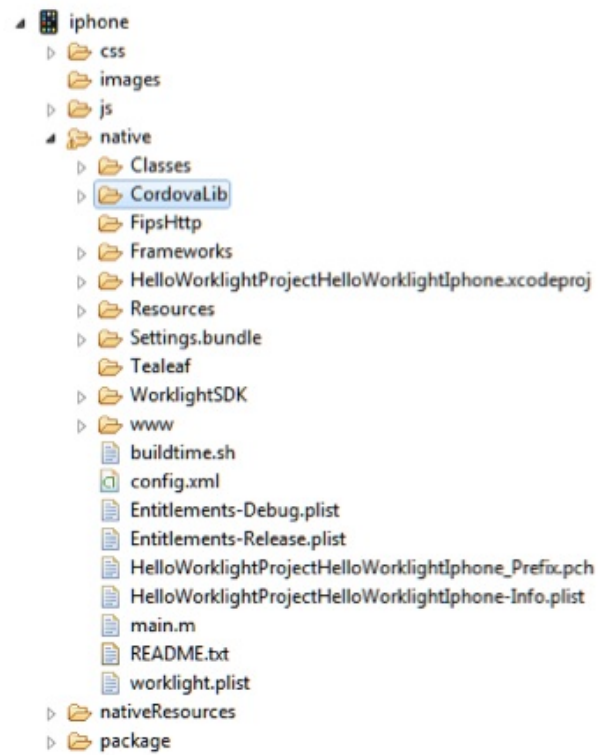 iphone
css
images
js
native
Classes
CordovaLib
FipsHttp
Frameworks
HelloWorklightProjectHelloWorklightIphone.xcodeproj
Resources
Settings.bundle
Tealeaf
WorklightSDK
www
buildtime.sh
config.xml
Entitlements-Debug.plist
Entitlements-Release.plist
HelloWorklightProjectHelloWorklightIphone_Prefix.pch
HelloWorklightProjectHelloWorklightIphone-Info.plist
main.m
README.txt
worklight.plist
nativeResources
package